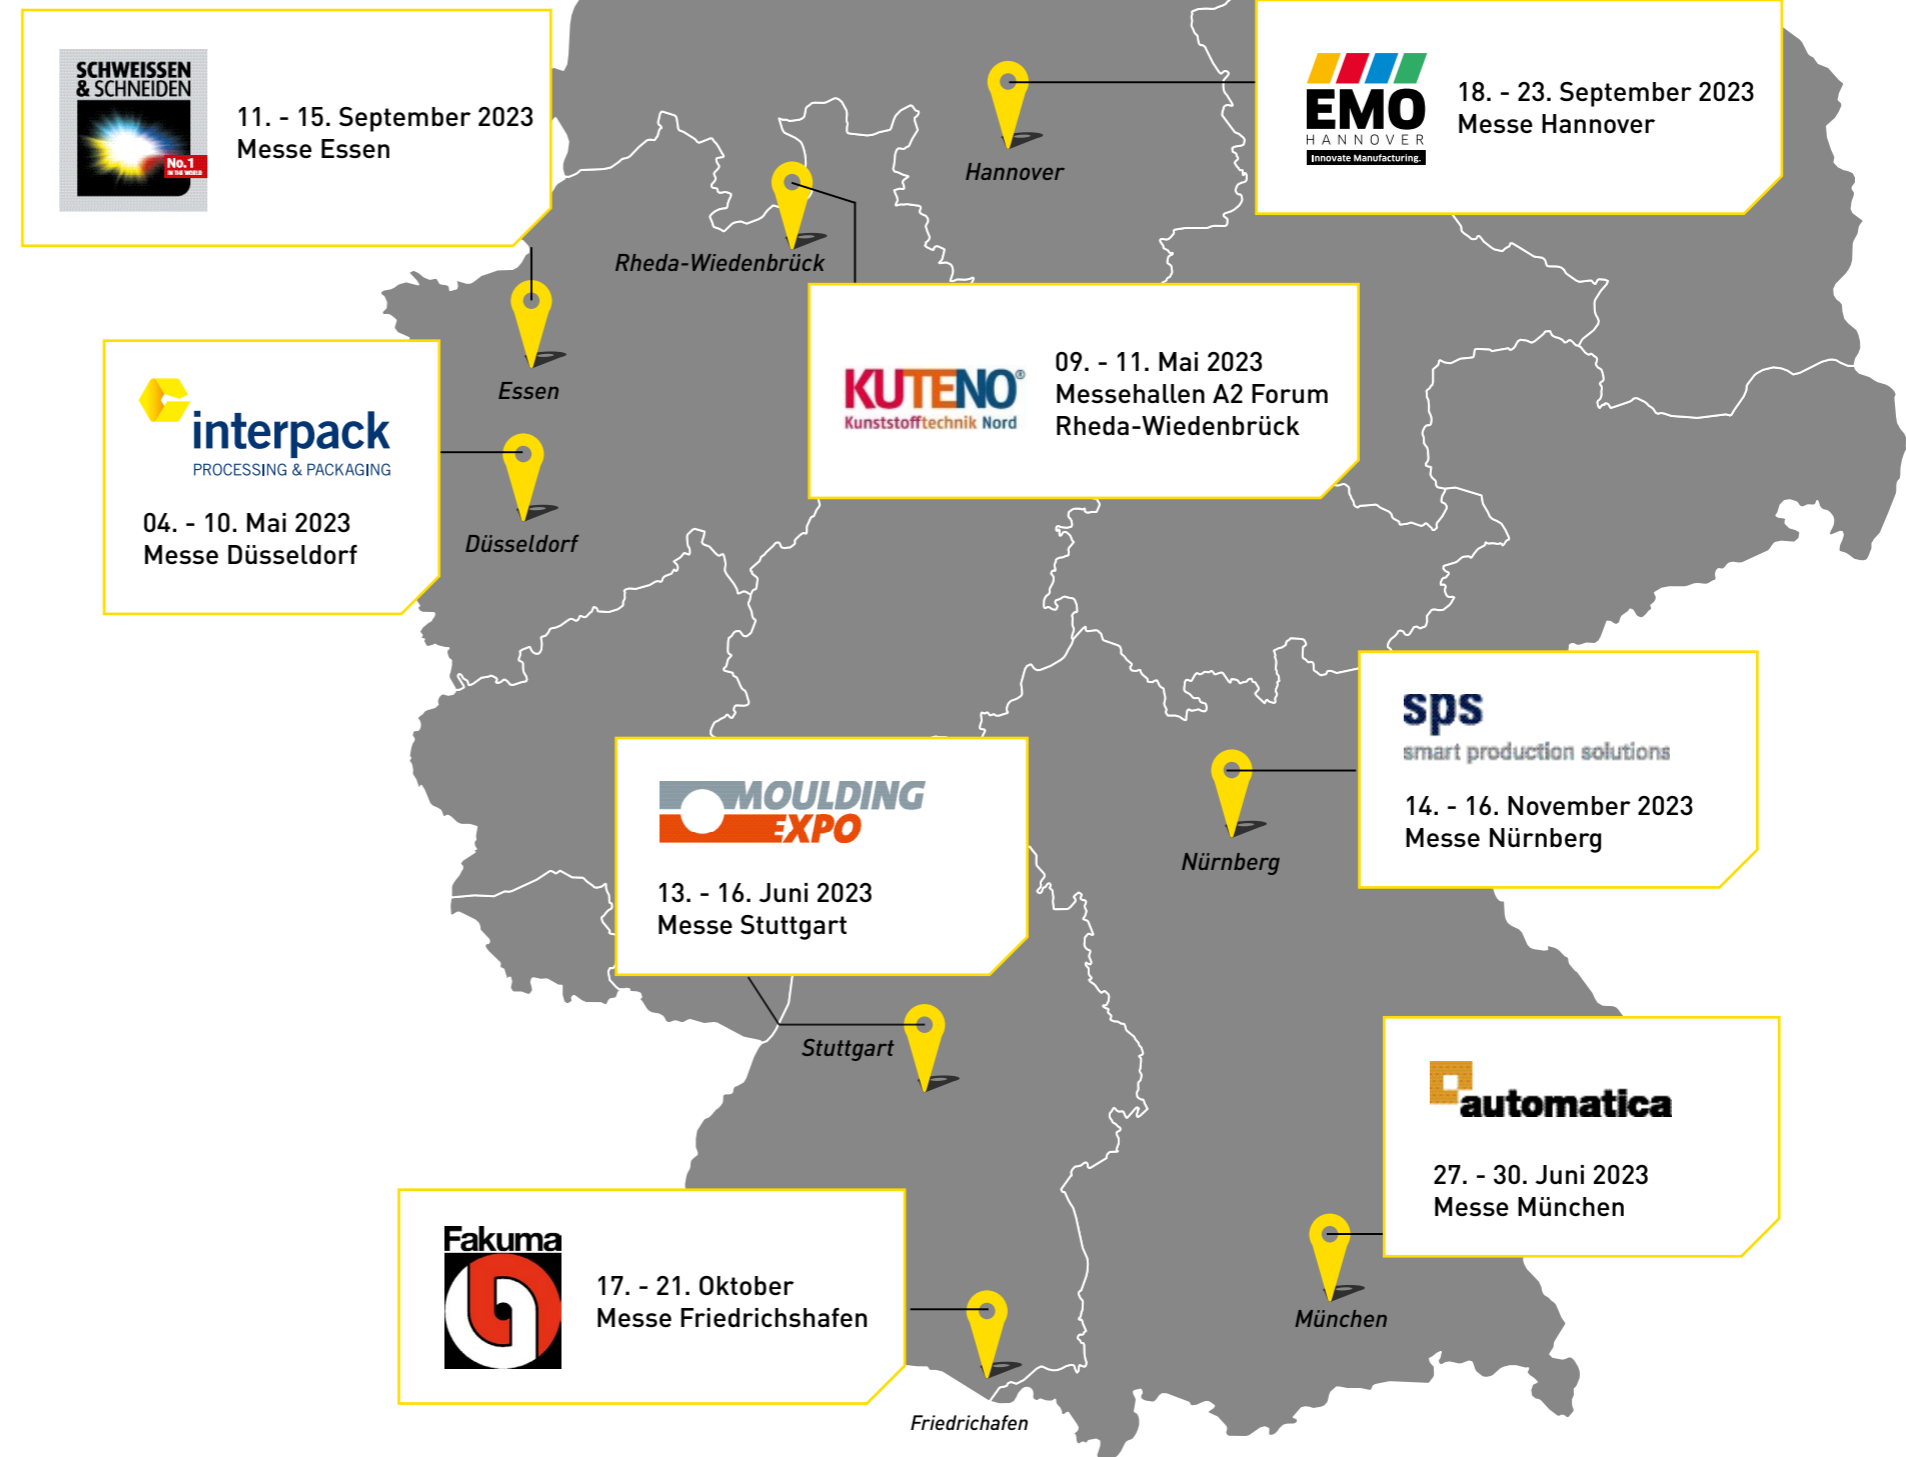 SCHWEISSEN
& SCHNEIDEN
No.1
IN THE WORLD
11. - 15. September 2023
Messe Essen
EMO
HANNOVER
Innovate Manufacturing.
18. - 23. September 2023
Messe Hannover
Hannover
Rheda-Wiedenbrück
Essen
KUTENO®
Kunststofftechnik Nord
09. - 11. Mai 2023
Messehallen A2 Forum
Rheda-Wiedenbrück
interpack
PROCESSING & PACKAGING
04. - 10. Mai 2023
Messe Düsseldorf
Düsseldorf
sps
smart production solutions
14. - 16. November 2023
Messe Nürnberg
Nürnberg
MOULDING
EXPO
13. - 16. Juni 2023
Messe Stuttgart
Stuttgart
automatica
27. - 30. Juni 2023
Messe München
München
Fakuma
17. - 21. Oktober
Messe Friedrichshafen
Friedrichafen